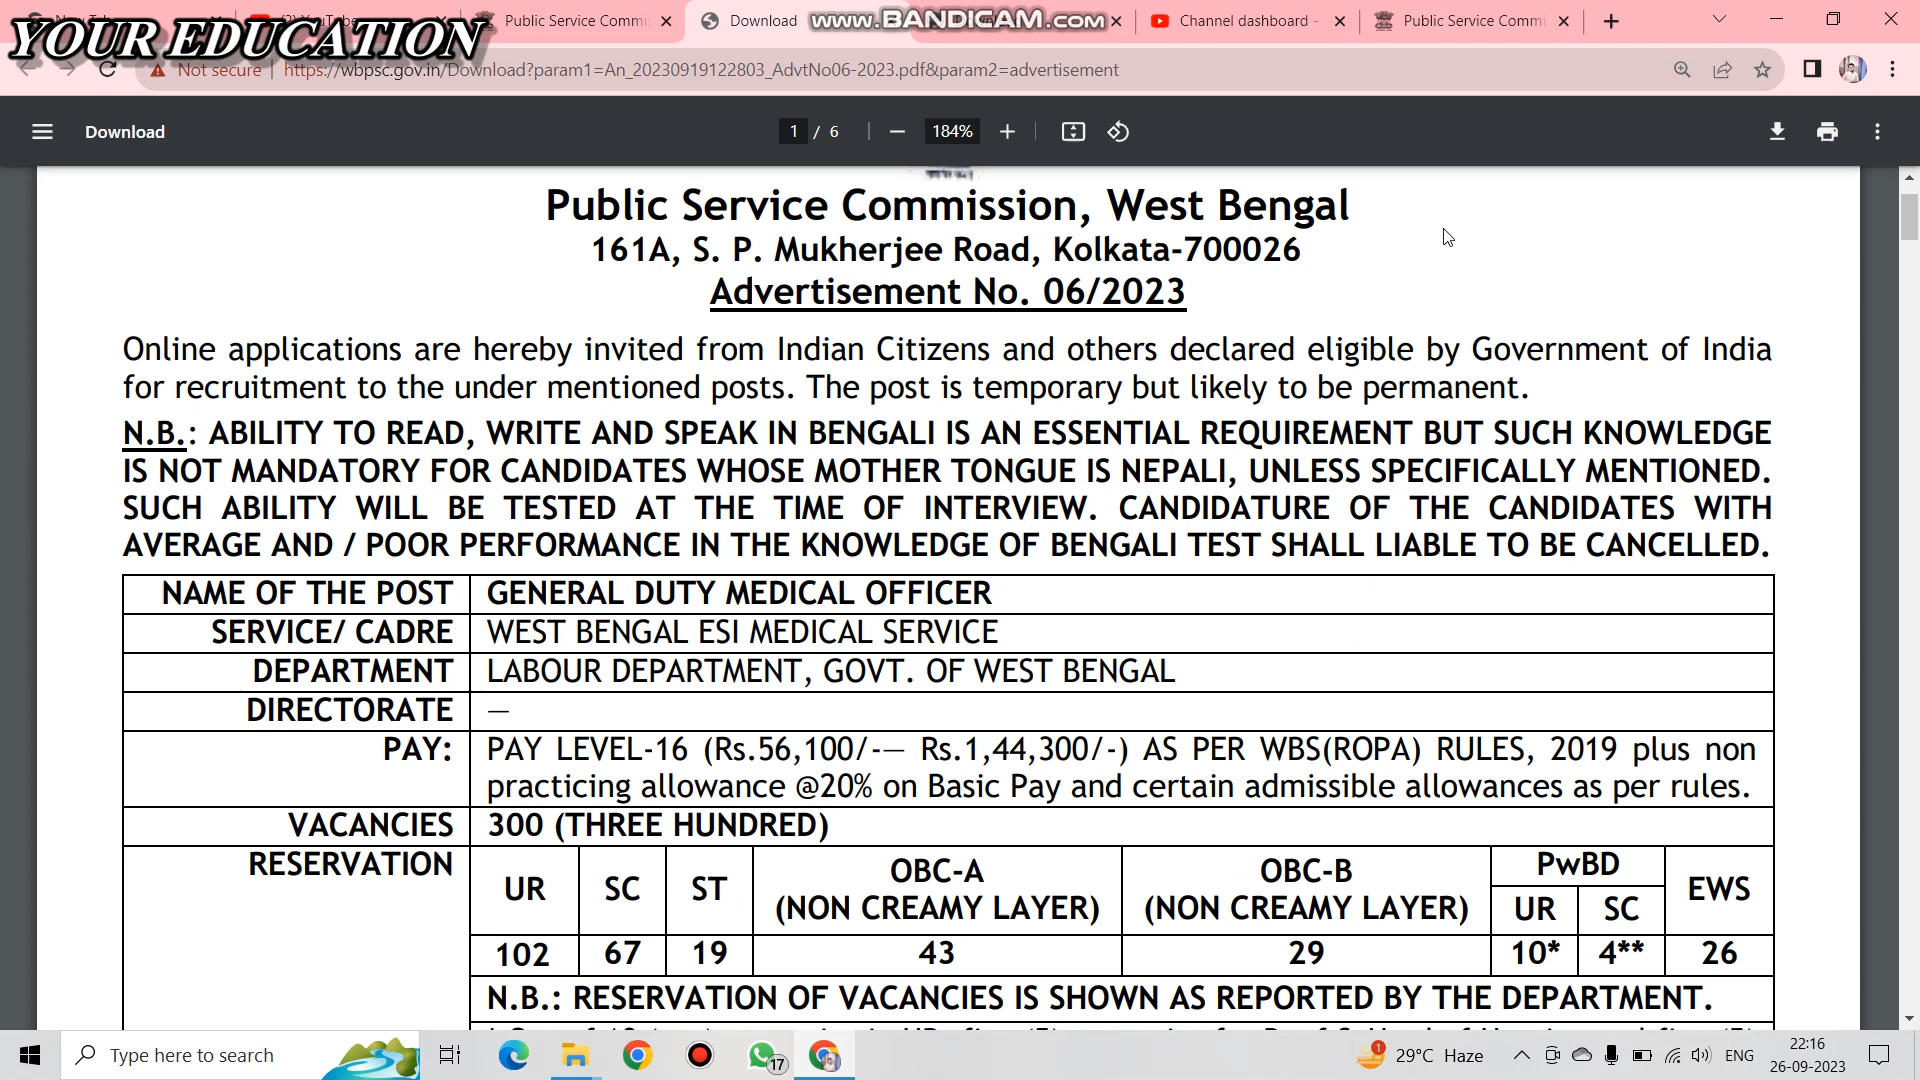 YOUR EDUCATION
Public Service Commi
Download
www.BANDICAM.com
Channel dashboard -
Public Service Commi
Not secure
https://wbpsc.gov.in/Download?param1=An_20230919122803_AdvtNo06-2023.pdf&param2=advertisement
Download
1 / 6
184%
Public Service Commission, West Bengal
161A, S. P. Mukherjee Road, Kolkata-700026
Advertisement No. 06/2023
Online applications are hereby invited from Indian Citizens and others declared eligible by Government of India
for recruitment to the under mentioned posts. The post is temporary but likely to be permanent.
N.B.: ABILITY TO READ, WRITE AND SPEAK IN BENGALI IS AN ESSENTIAL REQUIREMENT BUT SUCH KNOWLEDGE
IS NOT MANDATORY FOR CANDIDATES WHOSE MOTHER TONGUE IS NEPALI, UNLESS SPECIFICALLY MENTIONED.
SUCH ABILITY WILL BE TESTED AT THE TIME OF INTERVIEW. CANDIDATURE OF THE CANDIDATES WITH
AVERAGE AND / POOR PERFORMANCE IN THE KNOWLEDGE OF BENGALI TEST SHALL LIABLE TO BE CANCELLED.
NAME OF THE POST GENERAL DUTY MEDICAL OFFICER
SERVICE/ CADRE WEST BENGAL ESI MEDICAL SERVICE
DEPARTMENT LABOUR DEPARTMENT, GOVT. OF WEST BENGAL
DIRECTORATE —
PAY: PAY LEVEL-16 (Rs.56,100/-— Rs.1,44,300/-) AS PER WBS(ROPA) RULES, 2019 plus non
practicing allowance @20% on Basic Pay and certain admissible allowances as per rules.
VACANCIES 300 (THREE HUNDRED)
RESERVATION
UR SC ST OBC-A (NON CREAMY LAYER) OBC-B (NON CREAMY LAYER) PwBD UR SC EWS
102 67 19 43 29 10* 4** 26
N.B.: RESERVATION OF VACANCIES IS SHOWN AS REPORTED BY THE DEPARTMENT.
Type here to search
17
1
29°C Haze
ENG
22:16
26-09-2023